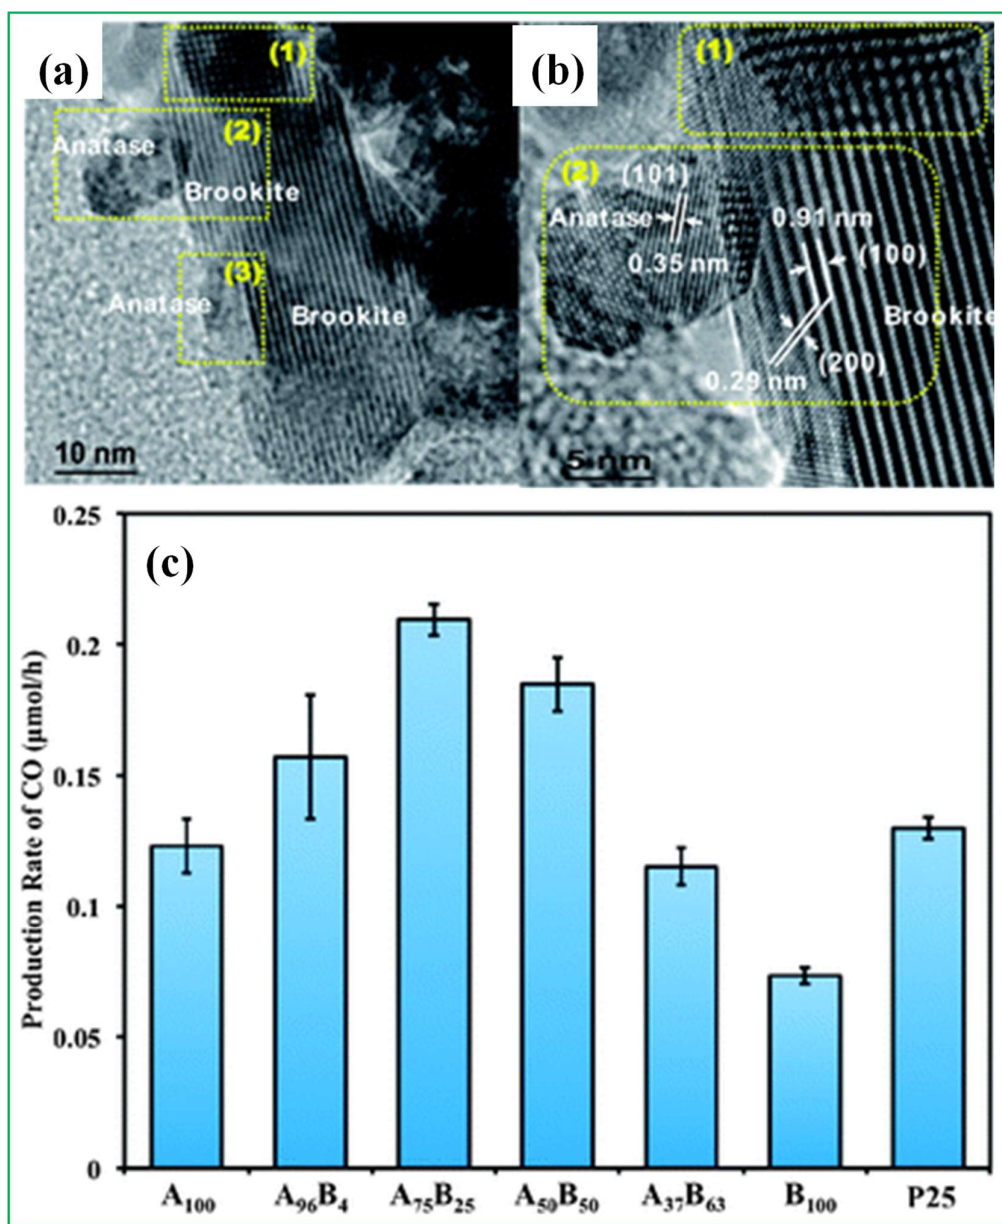 (a)
(1)
(2)
Anatase
Brookite
(3)
Anatase
Brookite
10 nm
(b)
(1)
(2)
(101)
Anatase
0.91 nm
0.35 nm
(100)
Brookite
(200)
0.29 nm
5 nm
(c)
Production Rate of CO (μmol/h)
0.25
0.2
0.15
0.1
0.05
0
A₁₀₀ A₉₆B₄ A₇₅B₂₅ A₅₀B₅₀ A₃₇B₆₃ B₁₀₀ P25